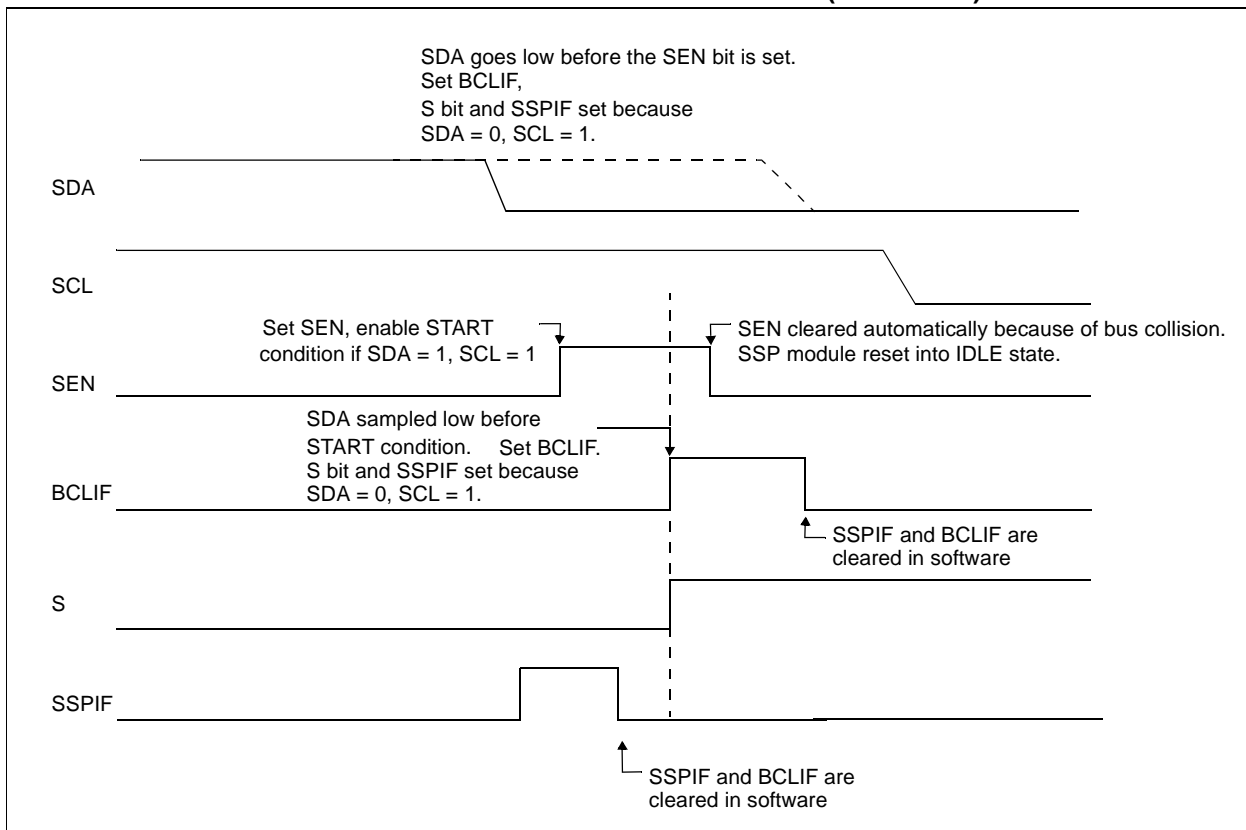 SDA goes low before the SEN bit is set.
Set BCLIF,
S bit and SSPIF set because
SDA = 0, SCL = 1.
SDA
SCL
Set SEN, enable START
condition if SDA = 1, SCL = 1
SEN cleared automatically because of bus collision.
SSP module reset into IDLE state.
SEN
SDA sampled low before
START condition. Set BCLIF.
S bit and SSPIF set because
SDA = 0, SCL = 1.
BCLIF
SSPIF and BCLIF are
cleared in software
S
SSPIF
SSPIF and BCLIF are
cleared in software